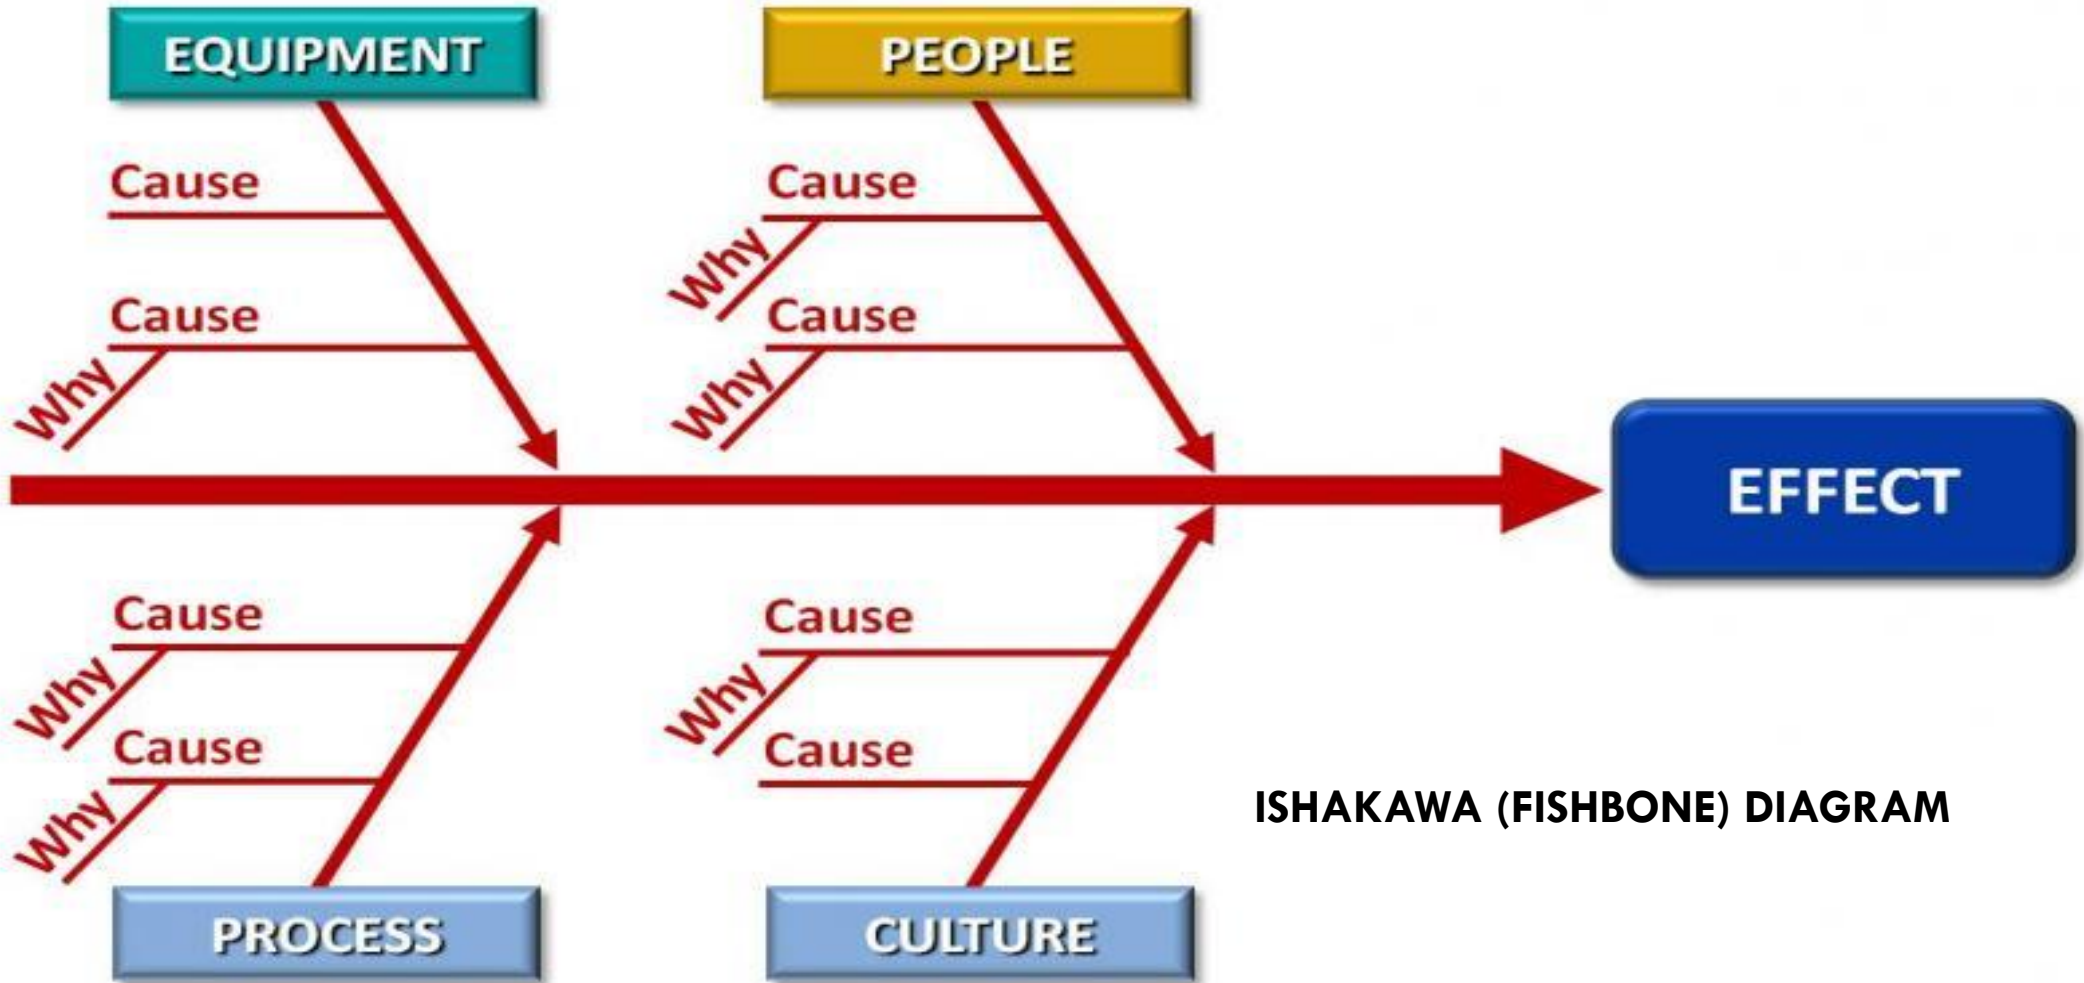 EQUIPMENT
PEOPLE
Cause
Cause
Why
Cause
Cause
Why
Why
EFFECT
Cause
Cause
Why
Why
Cause
Cause
Why
ISHAKAWA (FISHBONE) DIAGRAM
PROCESS
CULTURE